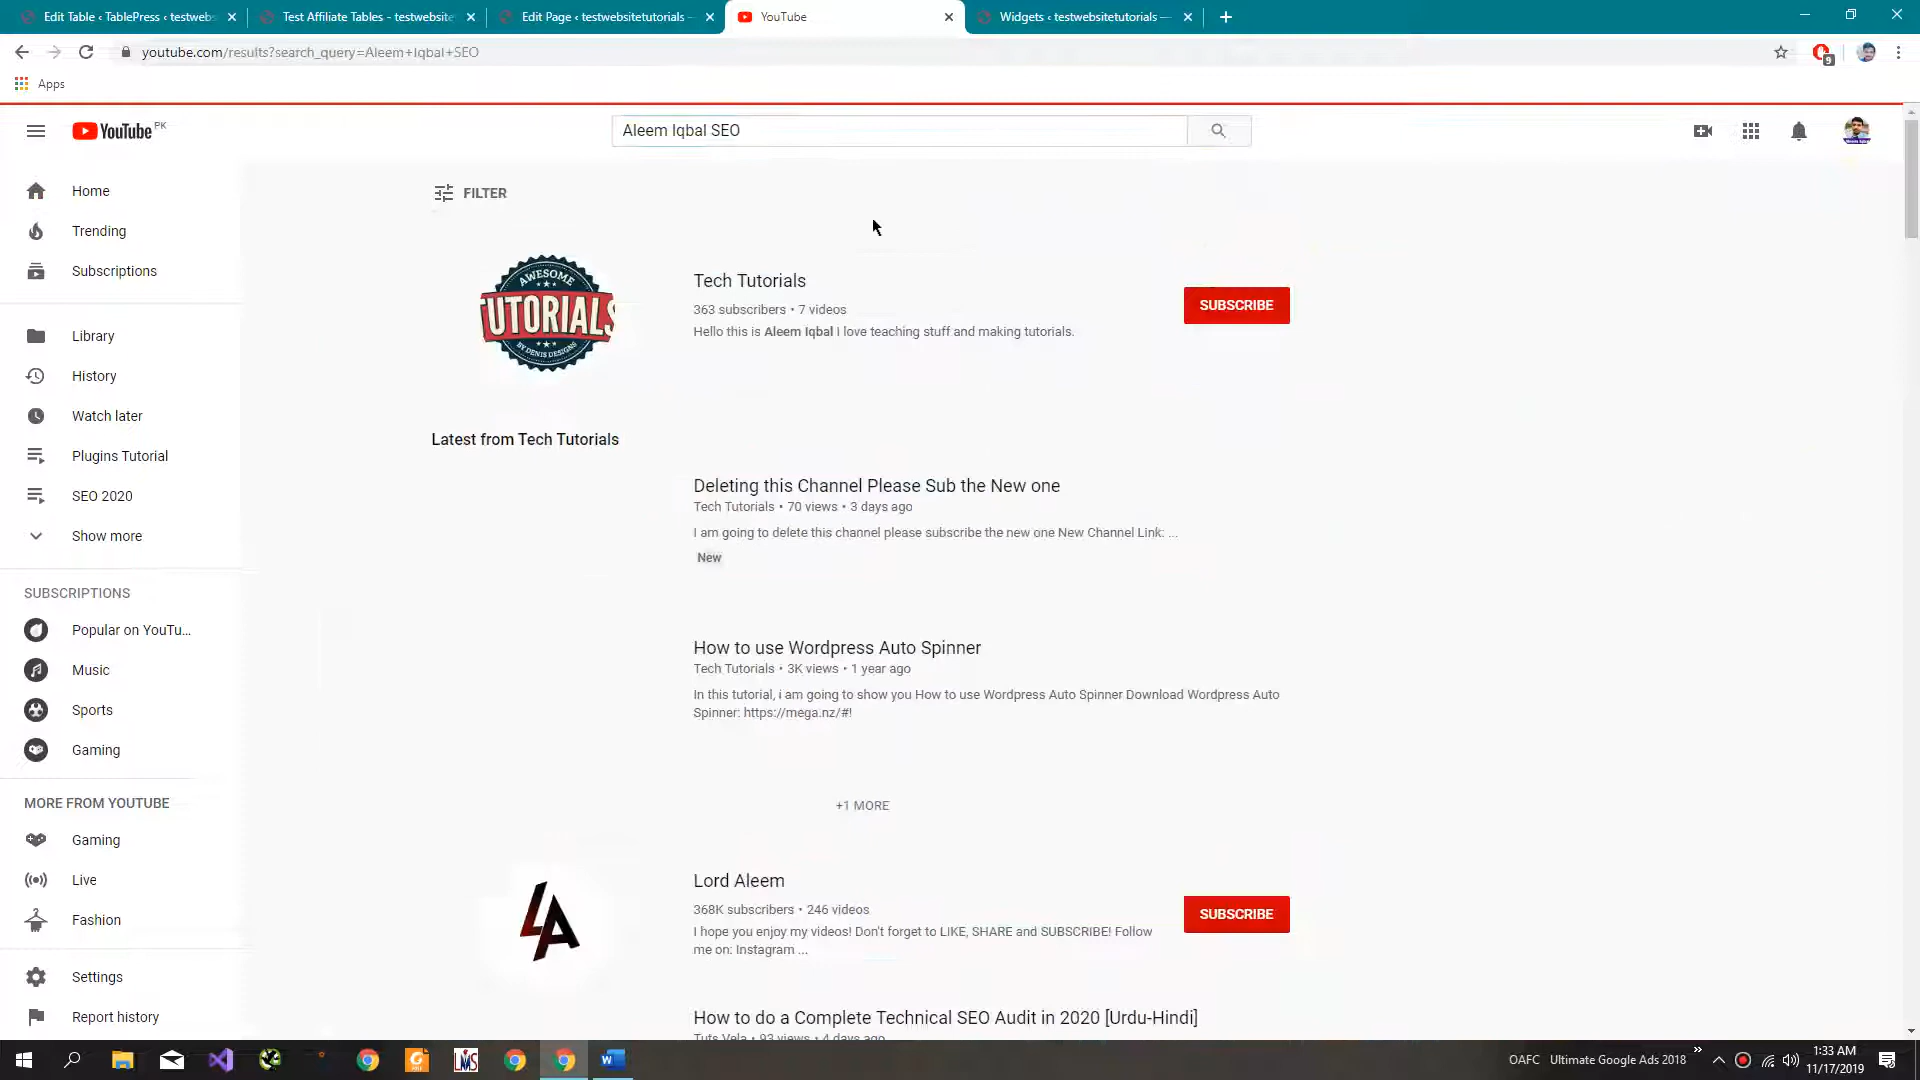 Edit Table ‹ TablePress ‹ testwebs
Test Affiliate Tables - testwebsite
Edit Page ‹ testwebsitetutorials –
YouTube
Widgets ‹ testwebsitetutorials —
youtube.com/results?search_query=Aleem+Iqbal+SEO
9
Apps
YouTube PK
Aleem Iqbal SEO
Home
Trending
Subscriptions
Library
History
Watch later
Plugins Tutorial
SEO 2020
Show more
SUBSCRIPTIONS
Popular on YouTu...
Music
Sports
Gaming
MORE FROM YOUTUBE
Gaming
Live
Fashion
Settings
Report history
FILTER
AWESOME
TUTORIALS
BY DENIS DESIGNS
Tech Tutorials
363 subscribers • 7 videos
Hello this is Aleem Iqbal I love teaching stuff and making tutorials.
SUBSCRIBE
Latest from Tech Tutorials
Deleting this Channel Please Sub the New one
Tech Tutorials • 70 views • 3 days ago
I am going to delete this channel please subscribe the new one New Channel Link: ...
New
How to use Wordpress Auto Spinner
Tech Tutorials • 3K views • 1 year ago
In this tutorial, i am going to show you How to use Wordpress Auto Spinner Download Wordpress Auto
Spinner: https://mega.nz/#!
+1 MORE
LA
Lord Aleem
368K subscribers • 246 videos
I hope you enjoy my videos! Don't forget to LIKE, SHARE and SUBSCRIBE! Follow
me on: Instagram ...
SUBSCRIBE
How to do a Complete Technical SEO Audit in 2020 [Urdu-Hindi]
Tuts Vela • 93 views • 4 days ago
OAFC
Ultimate Google Ads 2018
1:33 AM
11/17/2019